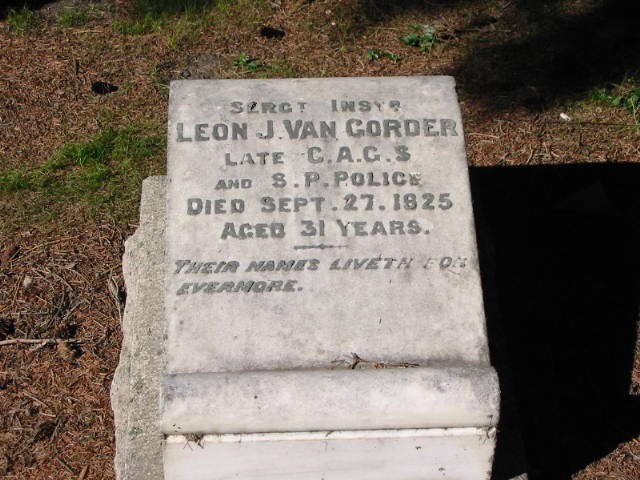 SERGT INSTR
LEON J. VAN GORDER
LATE C.A.G.S
AND S.P. POLICE
DIED SEPT. 27. 1825
AGED 31 YEARS.
THEIR NAMES LIVETH FOR
EVERMORE.